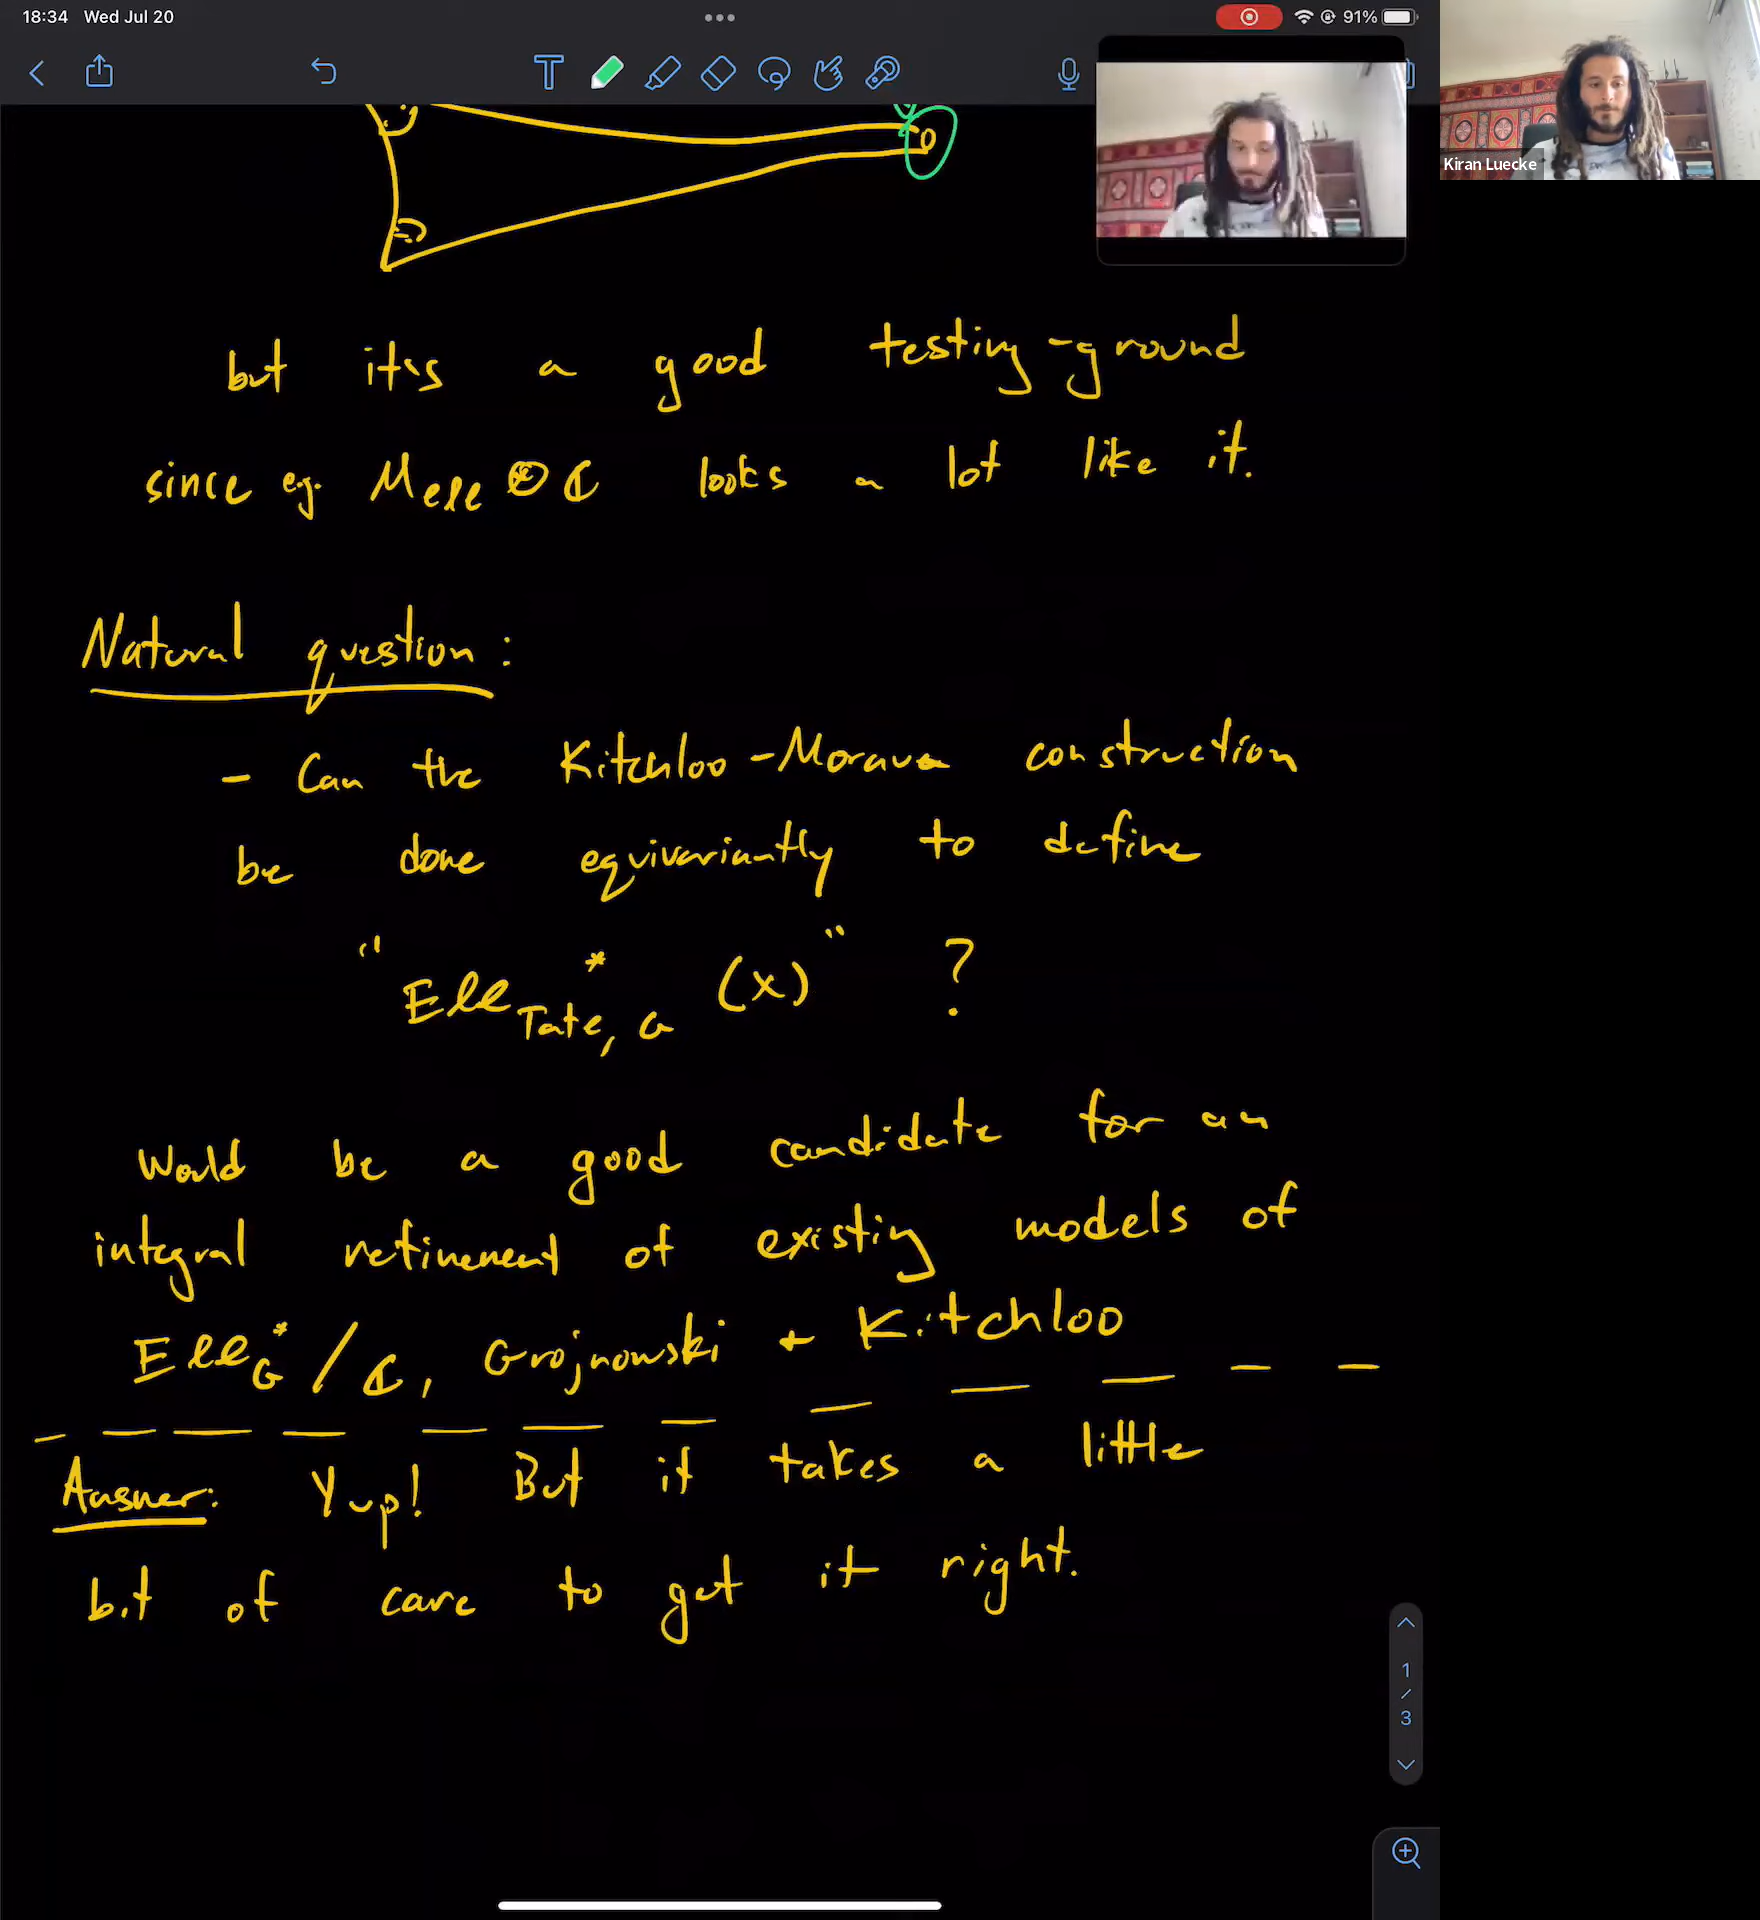 18:34 Wed Jul 20
91%
Kiran Luecke
but it's a good testing-ground
since eg. Mell ⊗ ℂ looks a lot like it.
Natural question:
- Can the Kitchloo-Morava construction
be done equivariantly to define
"Ell*Tate, G (X)" ?
Would be a good candidate for an
integral refinement of existing models of
Ell*G / ℂ, Grojnowski + Kitchloo
Answer: Yup! But it takes a little
bit of care to get it right.
1
/
3